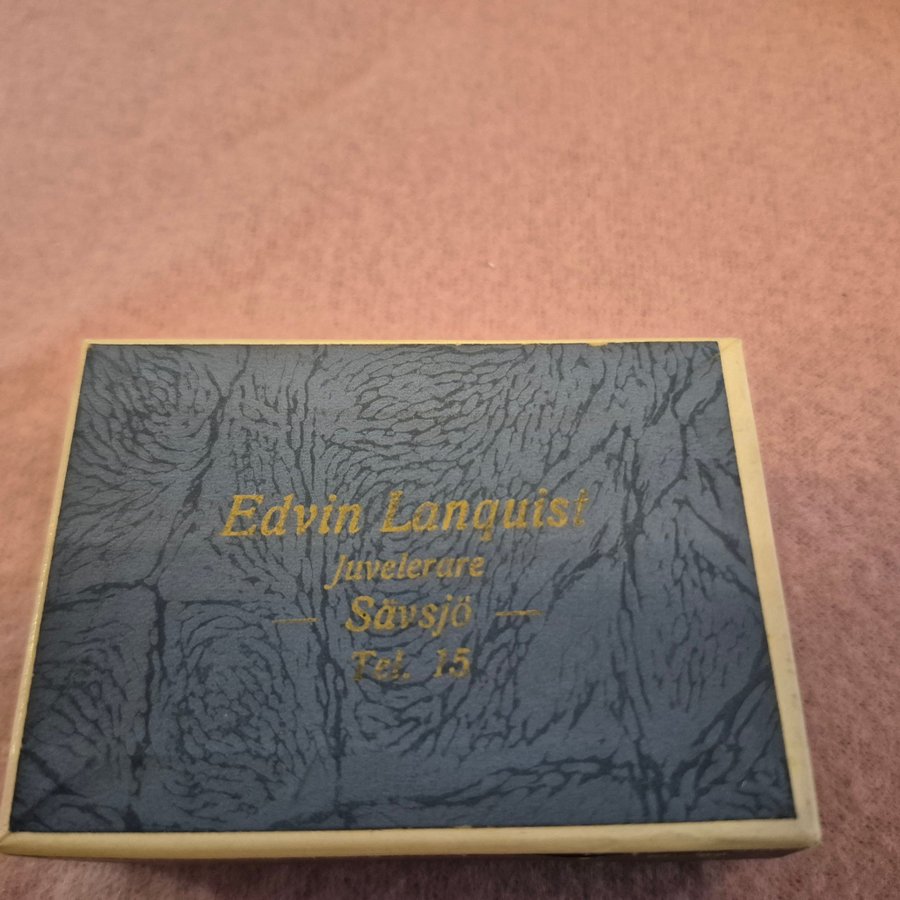 Edvin Lanquist
Juvelerare
— Sävsjö —
Tel. 15